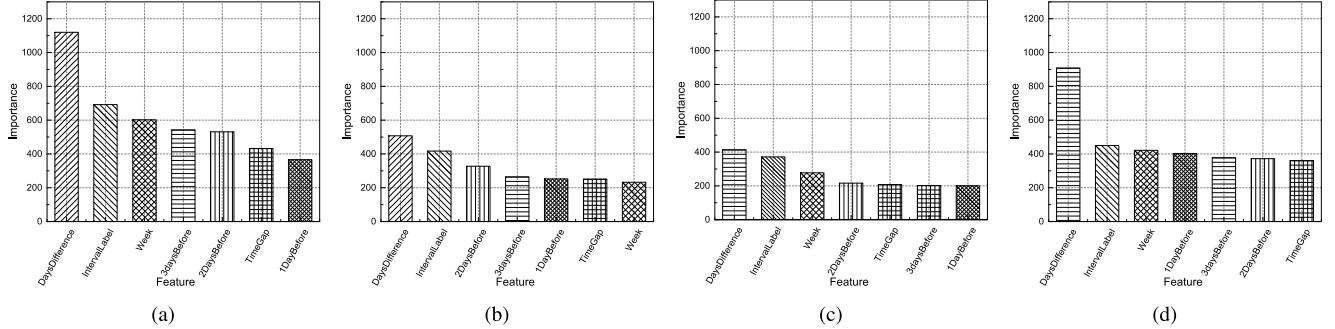 1200
1000
800
600
400
200
0
Importance
DaysDifference
IntervalLabel
Week
3daysBefore
2DaysBefore
TimeGap
1DayBefore
Feature
(a)
1200
1000
800
600
400
200
0
Importance
DaysDifference
IntervalLabel
2DaysBefore
3daysBefore
1DayBefore
TimeGap
Week
Feature
(b)
1200
1000
800
600
400
200
0
Importance
DaysDifference
IntervalLabel
Week
2DaysBefore
TimeGap
3daysBefore
1DayBefore
Feature
(c)
1200
1000
800
600
400
200
0
Importance
DaysDifference
IntervalLabel
Week
1DayBefore
3daysBefore
2DaysBefore
TimeGap
Feature
(d)